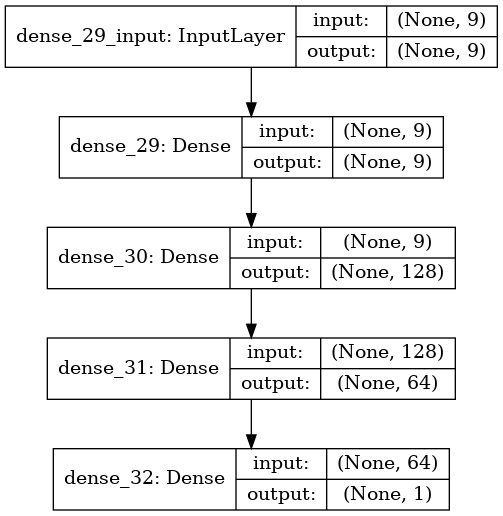 dense_29_input: InputLayer
input: (None, 9)
output: (None, 9)
dense_29: Dense
input: (None, 9)
output: (None, 9)
dense_30: Dense
input: (None, 9)
output: (None, 128)
dense_31: Dense
input: (None, 128)
output: (None, 64)
dense_32: Dense
input: (None, 64)
output: (None, 1)